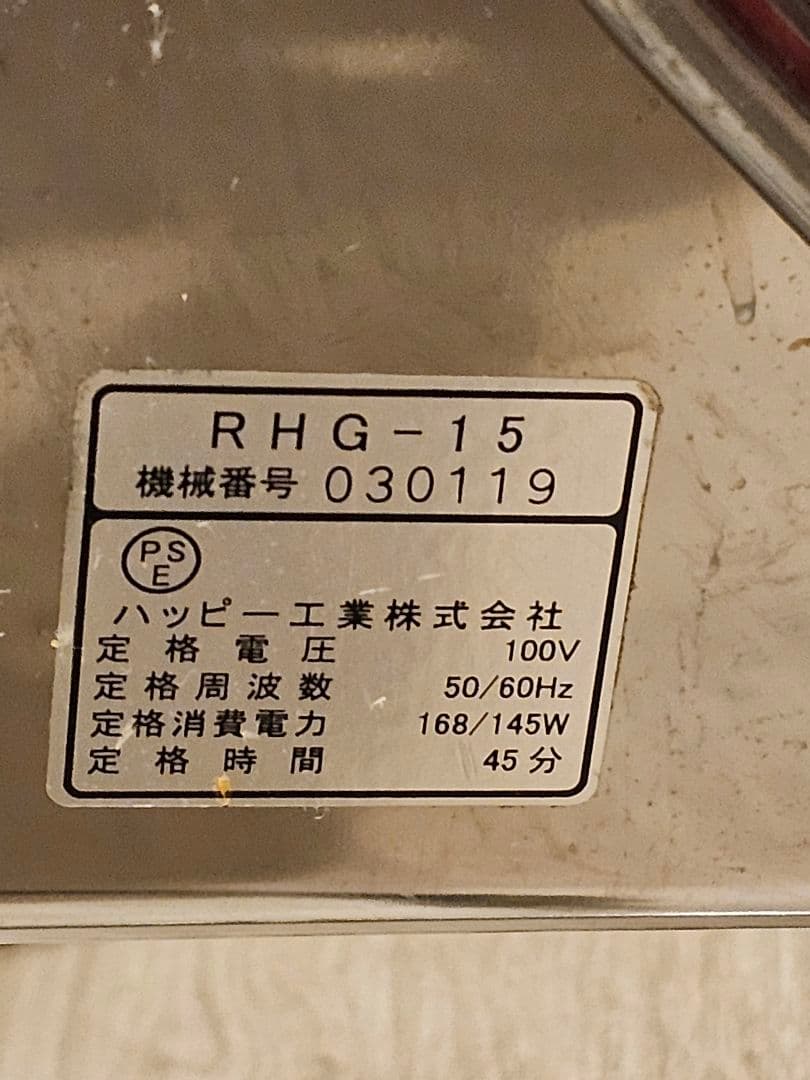 RHG-15
機械番号 030119
PSE
ハッピー工業株式会社
定格電圧 100V
定格周波数 50/60Hz
定格消費電力 168/145W
定格時間 45分